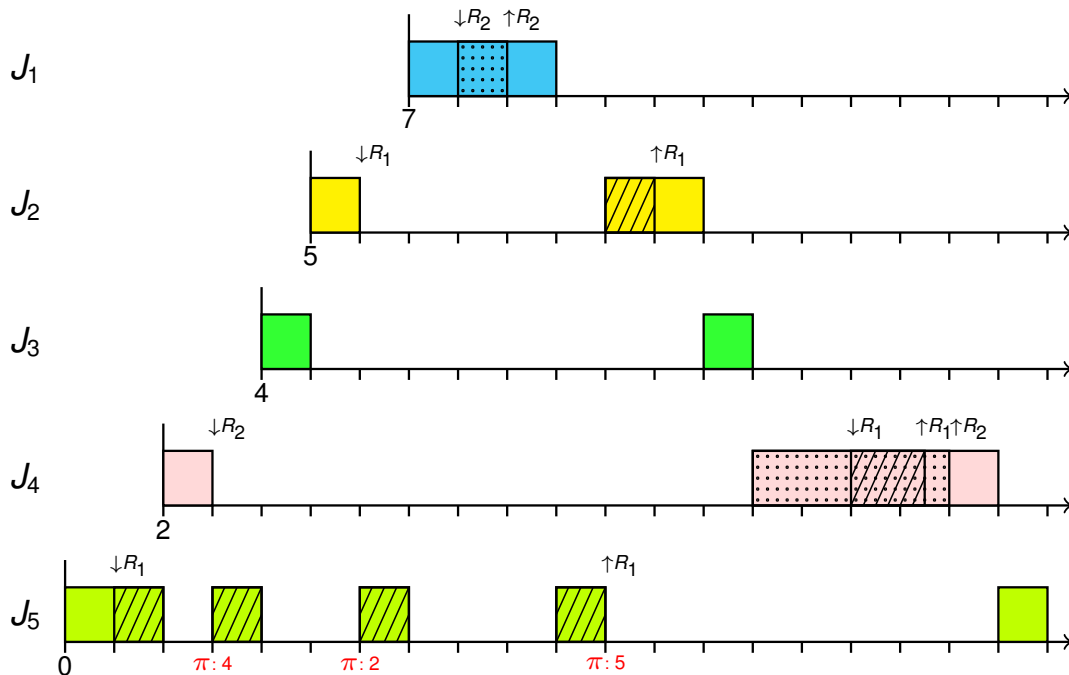 ↓R₂ ↑R₂
J₁
7
↓R₁ ↑R₁
J₂
5
J₃
4
↓R₂ ↓R₁ ↑R₁↑R₂
J₄
2
↓R₁ ↑R₁
J₅
0 π:4 π:2 π:5